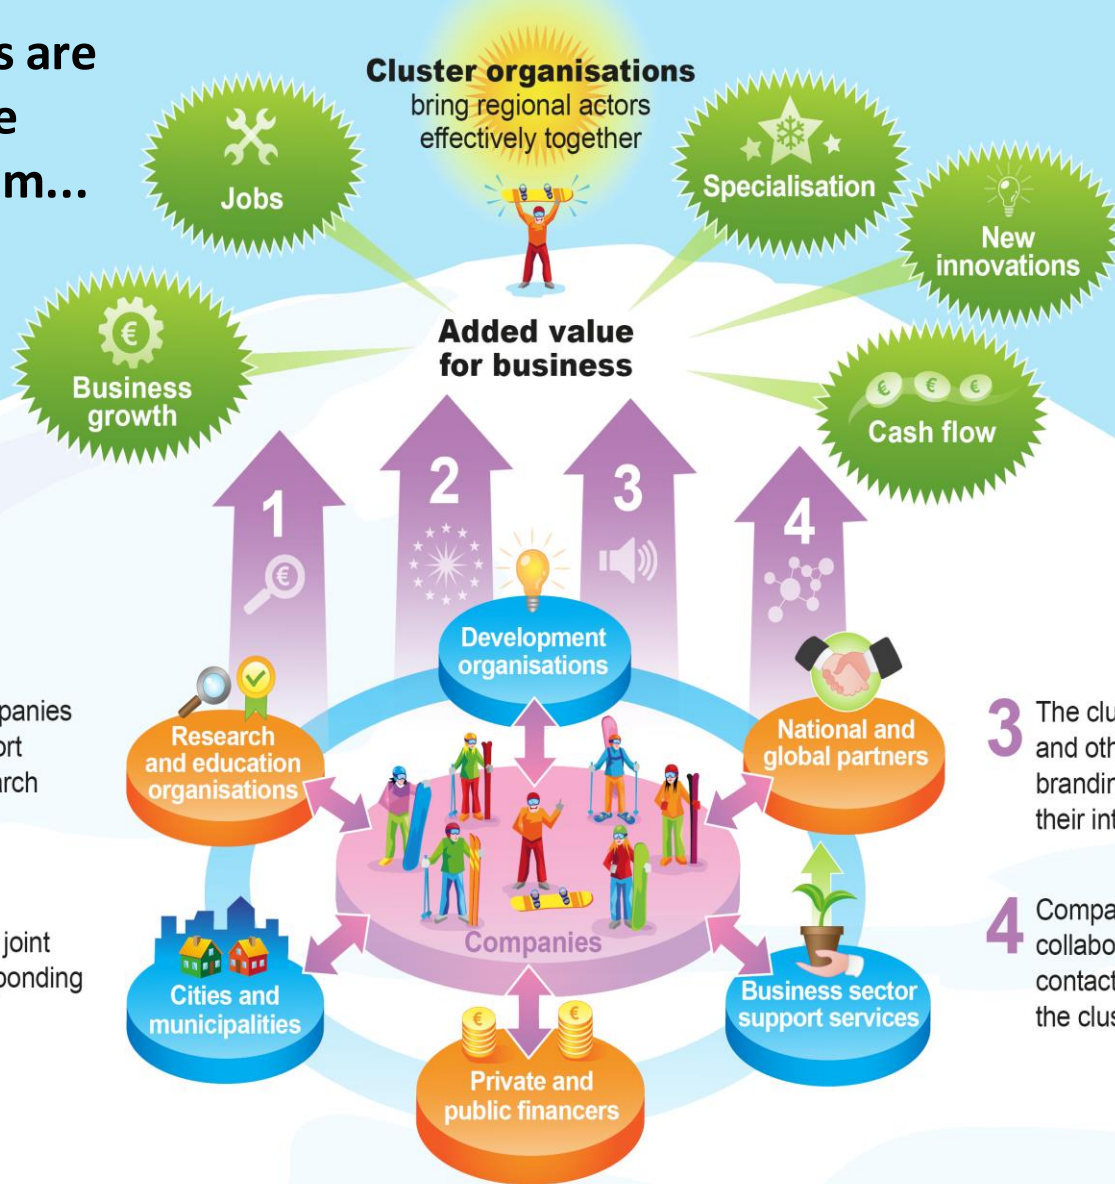 s are
e
m...
Cluster organisations
bring regional actors
effectively together
Jobs
Specialisation
New
innovations
Business
growth
Cash flow
Added value
for business
1
2
3
4
Development
organisations
Research
and education
organisations
National and
global partners
Companies
Cities and
municipalities
Business sector
support services
Private and
public financers
panies
ort
arch
joint
ponding
3 The clu
and oth
brandin
their int
4 Compa
collabo
contact
the clus